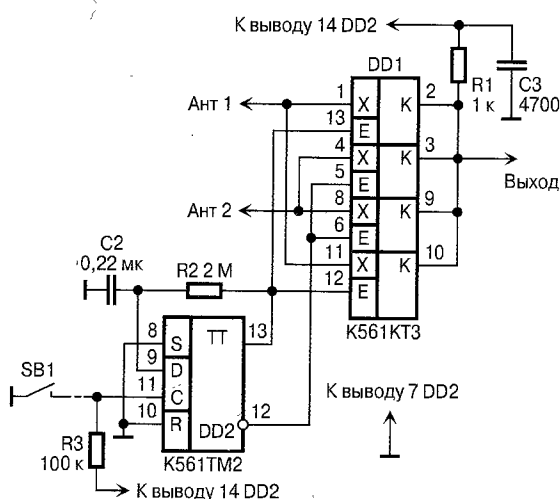 К выводу 14 DD2
DD1
R1
1 к
C3
4700
Ант 1
1
X
K
2
13
E
4
X
K
3
5
E
Выход
Ант 2
8
X
K
9
6
E
11
X
K
10
12
E
К561КТ3
C2
0,22 мк
R2 2 М
8
S
TT
13
9
D
SB1
11
C
10
R
12
DD2
К561ТМ2
R3
100 к
К выводу 7 DD2
К выводу 14 DD2